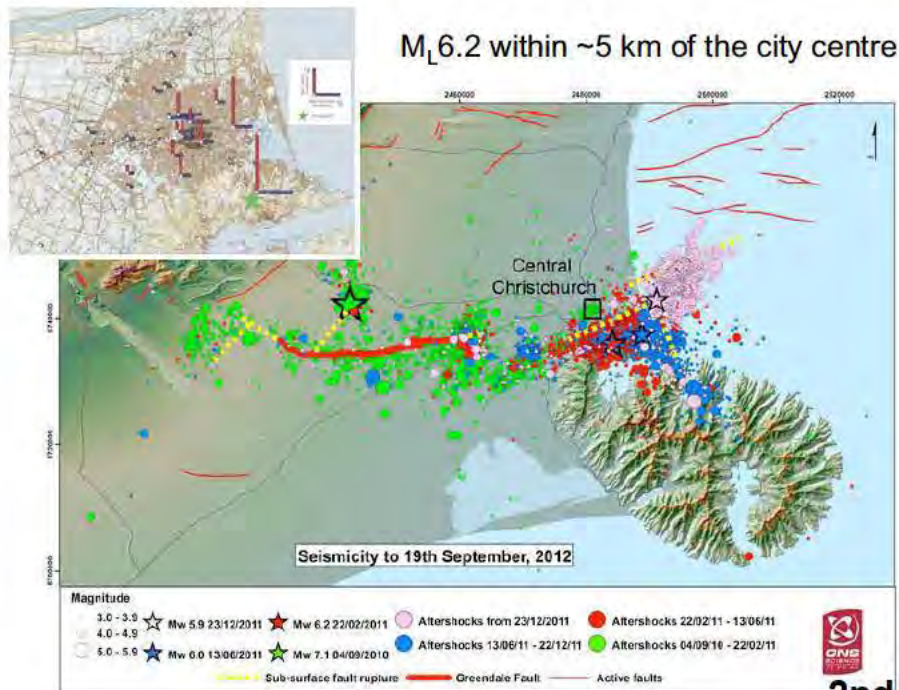 M_L6.2 within ~5 km of the city centre
2460000
2500000
Central
Christchurch
Seismicity to 19th September, 2012
Magnitude
3.0 - 3.9
4.0 - 4.9
5.0 - 5.9
Mw 5.9 23/12/2011
Mw 6.2 22/02/2011
Mw 6.0 13/06/2011
Mw 7.1 04/09/2010
Aftershocks from 23/12/2011
Aftershocks 22/02/11 - 13/06/11
Aftershocks 13/06/11 - 22/12/11
Aftershocks 04/09/10 - 22/02/11
Sub-surface fault rupture
Greendale Fault
Active faults
GNS
SCIENCE
2nd